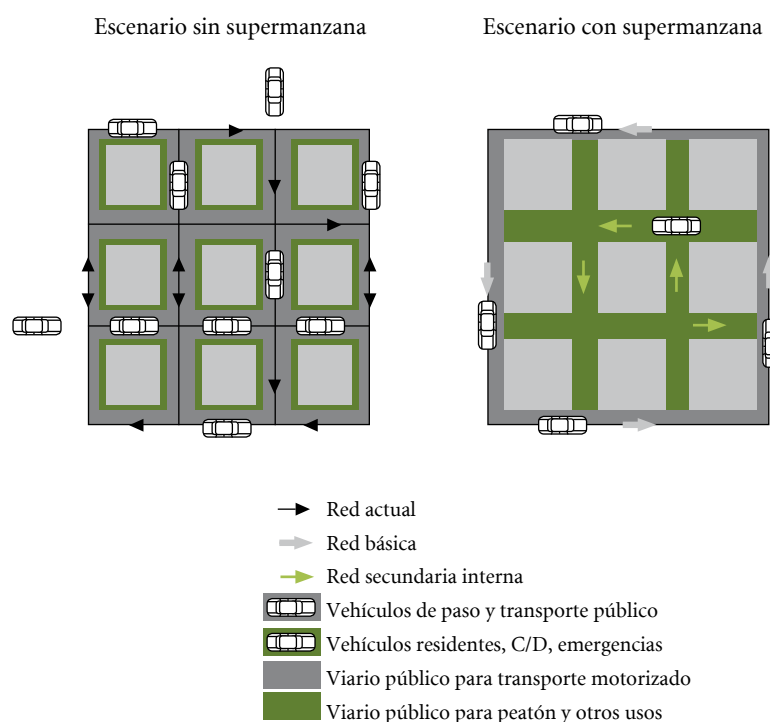 Escenario sin supermanzana
Escenario con supermanzana
Red actual
Red básica
Red secundaria interna
Vehículos de paso y transporte público
Vehículos residentes, C/D, emergencias
Viario público para transporte motorizado
Viario público para peatón y otros usos